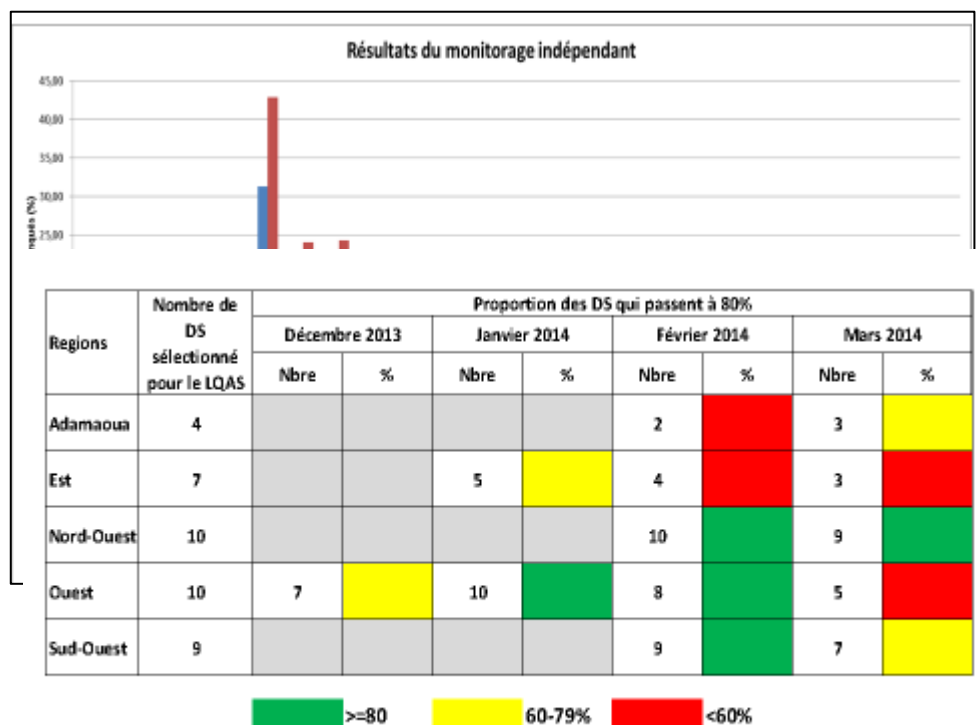 Résultats du monitorage indépendant
45,00
40,00
35,00
30,00
25,00
nqués (%)
Regions
Nombre de DS sélectionné pour le LQAS
Proportion des DS qui passent à 80%
Décembre 2013 Janvier 2014 Février 2014 Mars 2014
Nbre % Nbre % Nbre % Nbre %
Adamaoua 4 2 3
Est 7 5 4 3
Nord-Ouest 10 10 9
Ouest 10 7 10 8 5
Sud-Ouest 9 9 7
>=80 60-79% <60%